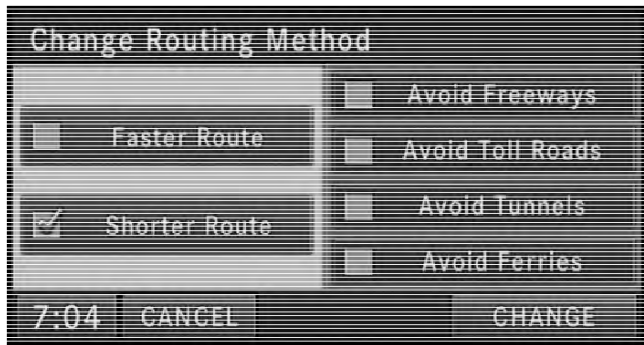 Change Routing Method
Faster Route
Shorter Route
Avoid Freeways
Avoid Toll Roads
Avoid Tunnels
Avoid Ferries
7:04 CANCEL CHANGE